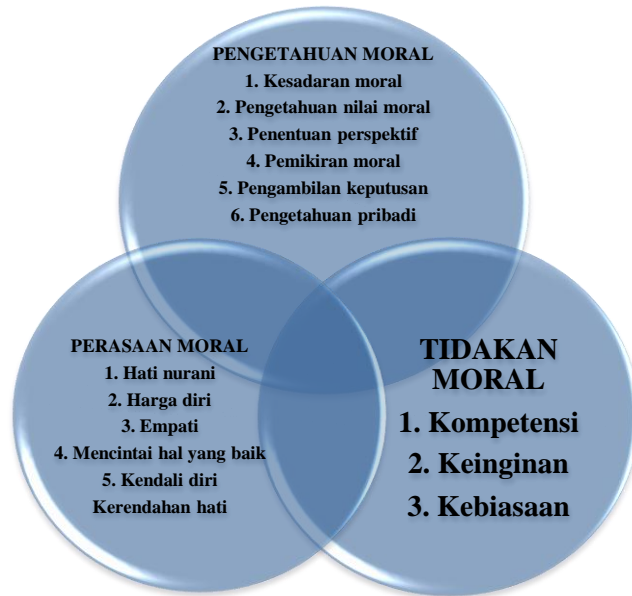 PENGETAHUAN MORAL
1. Kesadaran moral
2. Pengetahuan nilai moral
3. Penentuan perspektif
4. Pemikiran moral
5. Pengambilan keputusan
6. Pengetahuan pribadi
PERASAAN MORAL
1. Hati nurani
2. Harga diri
3. Empati
4. Mencintai hal yang baik
5. Kendali diri
Kerendahan hati
TIDAKAN
MORAL
1. Kompetensi
2. Keinginan
3. Kebiasaan